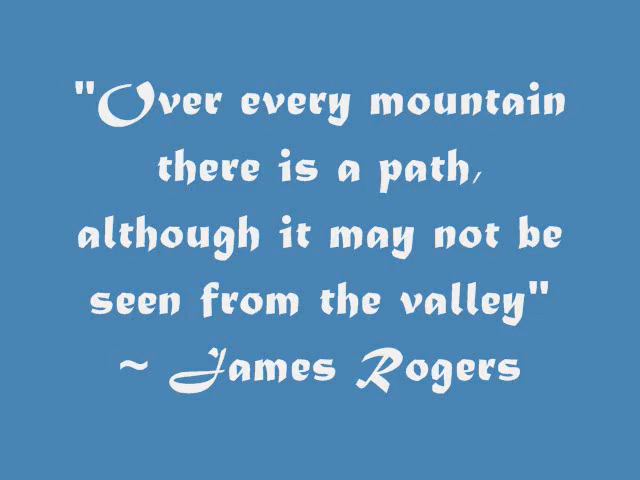 "Over every mountain
there is a path,
although it may not be
seen from the valley"
~ James Rogers